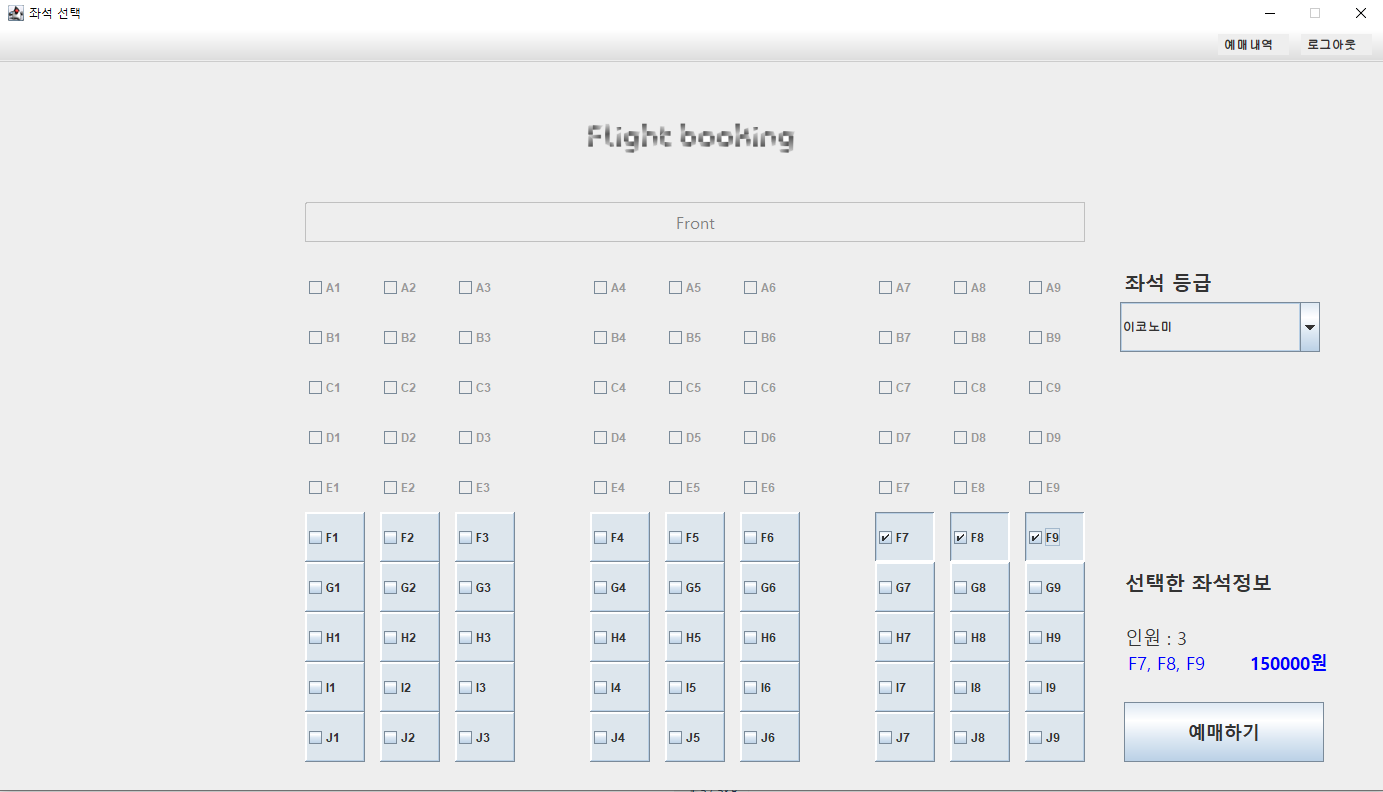 좌석 선택
예매내역 로그아웃
Flight booking
Front
A1 A2 A3 A4 A5 A6 A7 A8 A9
좌석 등급
이코노미
B1 B2 B3 B4 B5 B6 B7 B8 B9
C1 C2 C3 C4 C5 C6 C7 C8 C9
D1 D2 D3 D4 D5 D6 D7 D8 D9
E1 E2 E3 E4 E5 E6 E7 E8 E9
F1 F2 F3 F4 F5 F6 F7 F8 F9
G1 G2 G3 G4 G5 G6 G7 G8 G9
H1 H2 H3 H4 H5 H6 H7 H8 H9
I1 I2 I3 I4 I5 I6 I7 I8 I9
J1 J2 J3 J4 J5 J6 J7 J8 J9
선택한 좌석정보
인원 : 3
F7, F8, F9 150000원
예매하기